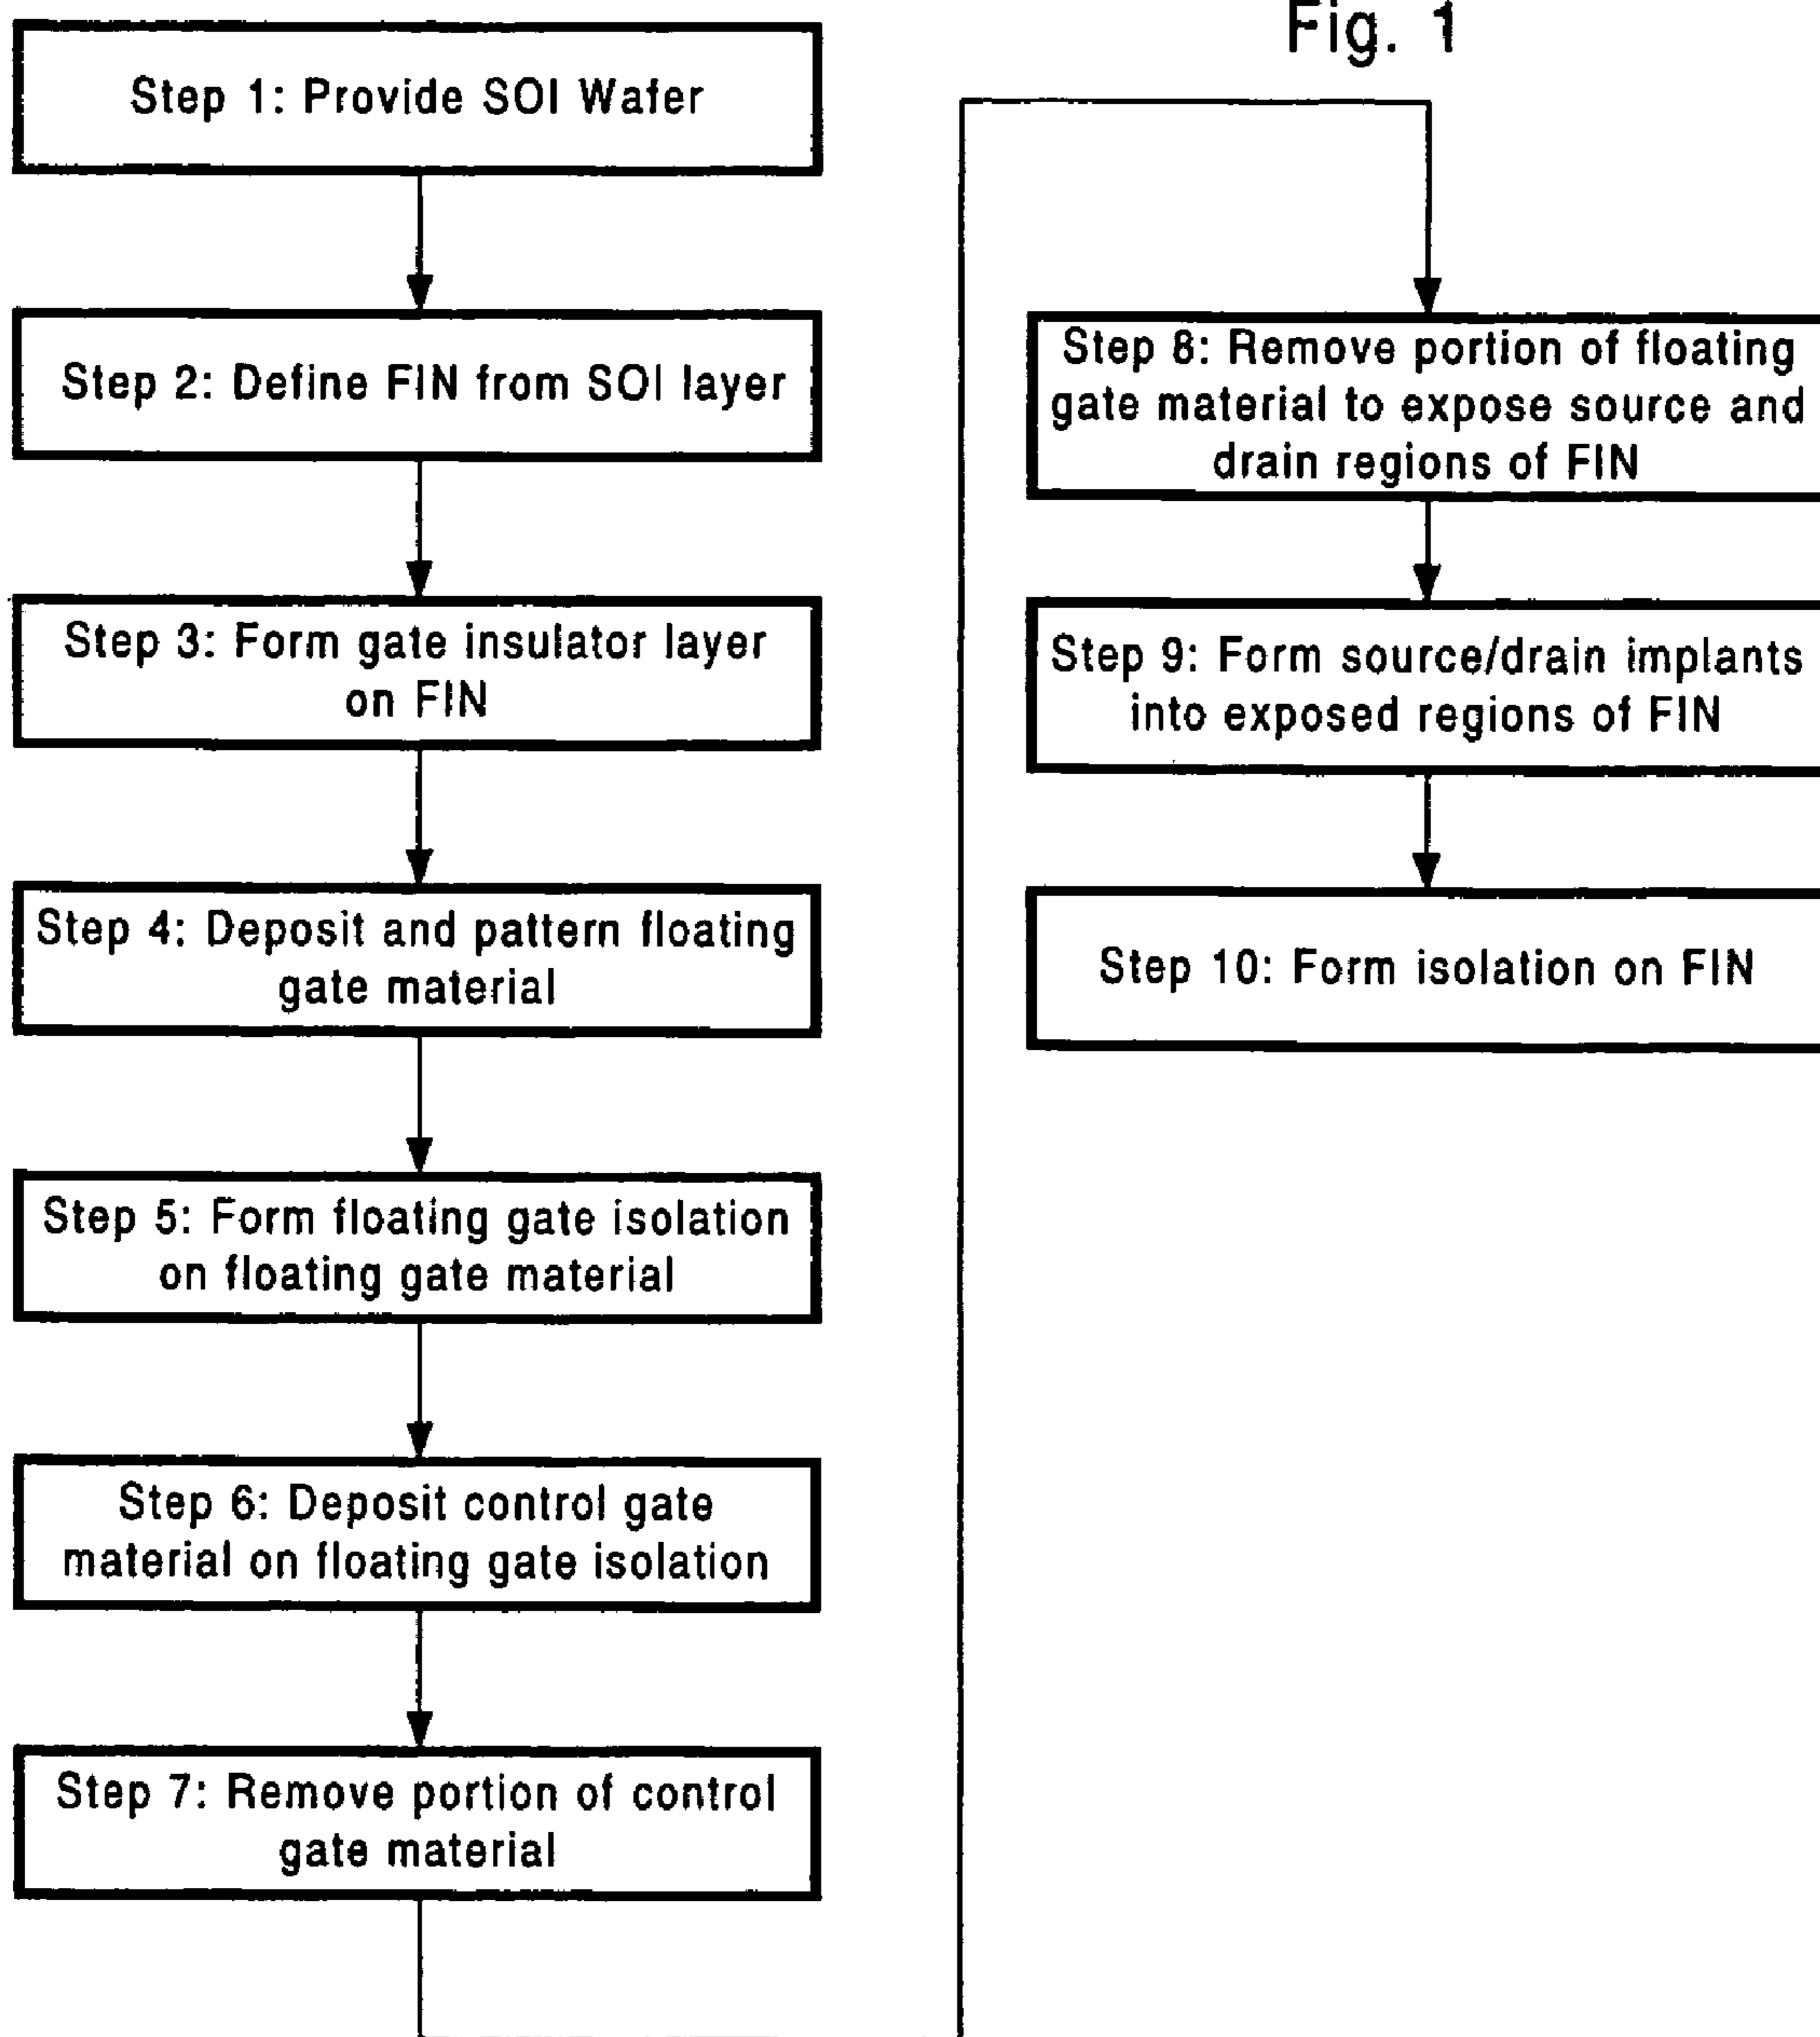 Fig. 1
Step 1: Provide SOI Wafer
Step 2: Define FIN from SOI layer
Step 3: Form gate insulator layer
on FIN
Step 4: Deposit and pattern floating
gate material
Step 5: Form floating gate isolation
on floating gate material
Step 6: Deposit control gate
material on floating gate isolation
Step 7: Remove portion of control
gate material
Step 8: Remove portion of floating
gate material to expose source and
drain regions of FIN
Step 9: Form source/drain implants
into exposed regions of FIN
Step 10: Form isolation on FIN